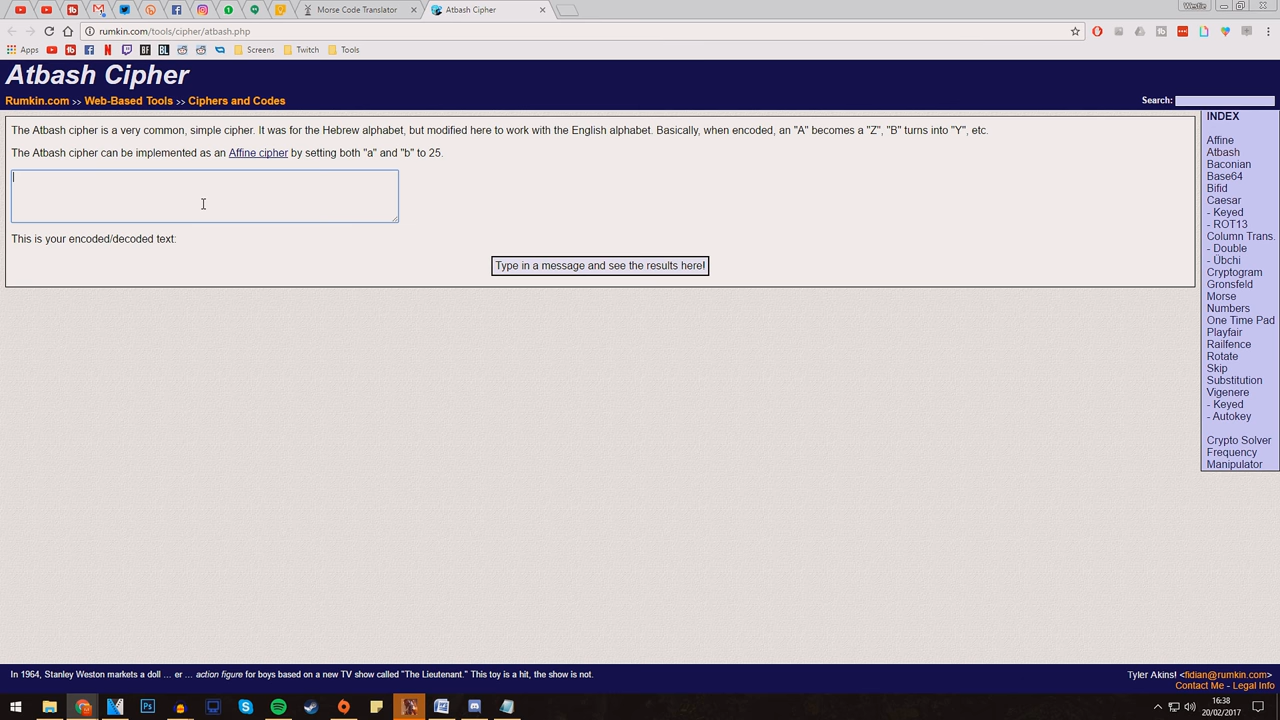 Morse Code Translator
Atbash Cipher
Westie
rumkin.com/tools/cipher/atbash.php
Apps
Screens
Twitch
Tools
Atbash Cipher
Rumkin.com >> Web-Based Tools >> Ciphers and Codes
Search:
The Atbash cipher is a very common, simple cipher. It was for the Hebrew alphabet, but modified here to work with the English alphabet. Basically, when encoded, an "A" becomes a "Z", "B" turns into "Y", etc.
The Atbash cipher can be implemented as an Affine cipher by setting both "a" and "b" to 25.
This is your encoded/decoded text:
Type in a message and see the results here!
INDEX
Affine
Atbash
Baconian
Base64
Bifid
Caesar
- Keyed
- ROT13
Column Trans.
- Double
- Übchi
Cryptogram
Gronsfeld
Morse
Numbers
One Time Pad
Playfair
Railfence
Rotate
Skip
Substitution
Vigenere
- Keyed
- Autokey
Crypto Solver
Frequency
Manipulator
In 1964, Stanley Weston markets a doll ... er ... action figure for boys based on a new TV show called "The Lieutenant." This toy is a hit, the show is not.
Tyler Akins! <fidian@rumkin.com>
Contact Me - Legal Info
16:38
20/02/2017